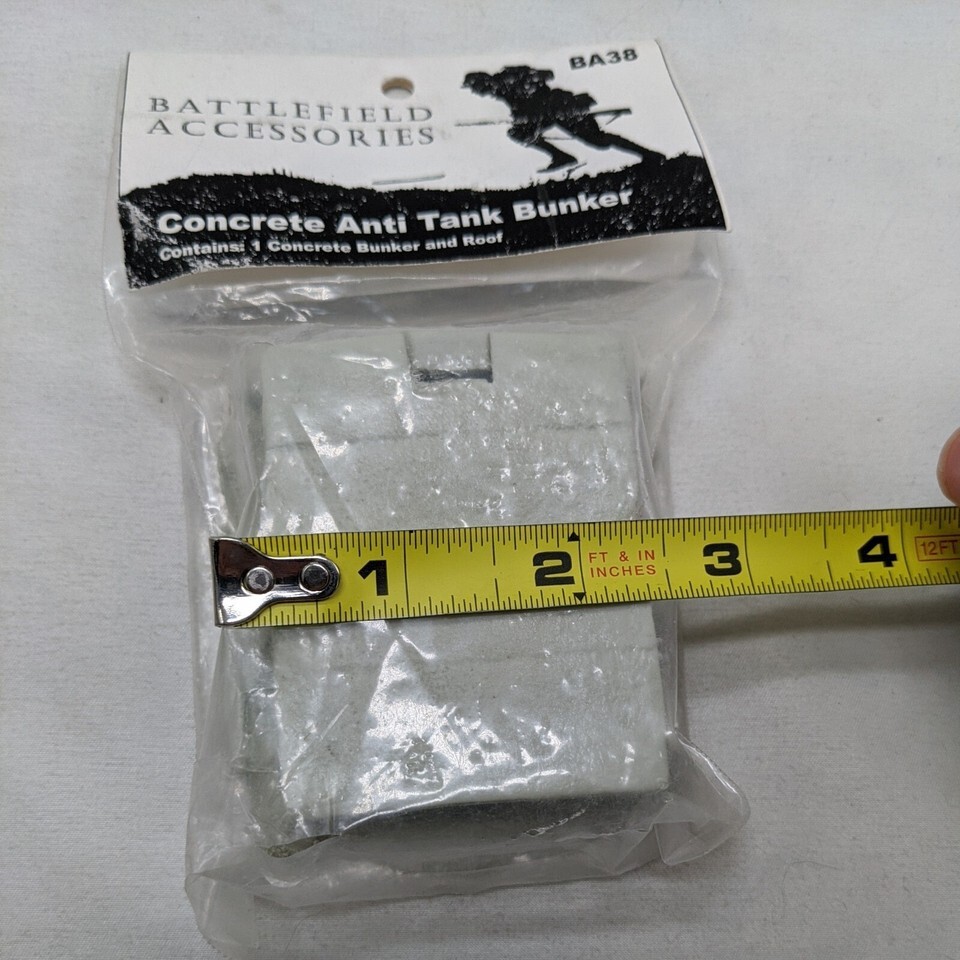 BA38
BATTLEFIELD
ACCESSORIES
Concrete Anti Tank Bunker
Contains: 1 Concrete Bunker and Roof
1 2 FT & IN 3 4 12FT
INCHES